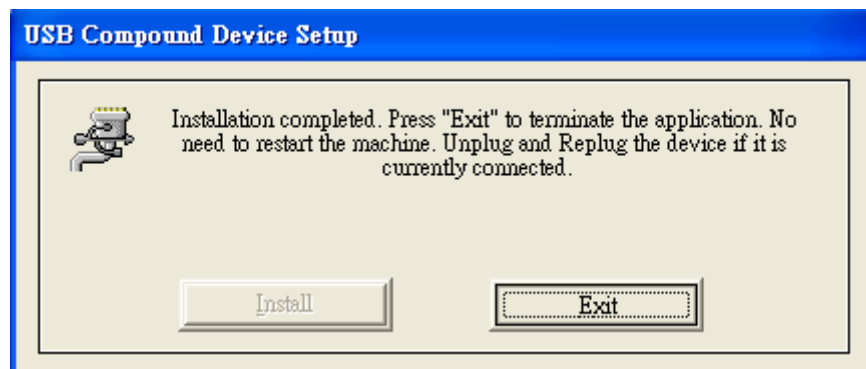 USB Compound Device Setup
Installation completed. Press "Exit" to terminate the application. No
need to restart the machine. Unplug and Replug the device if it is
currently connected.
Install
Exit